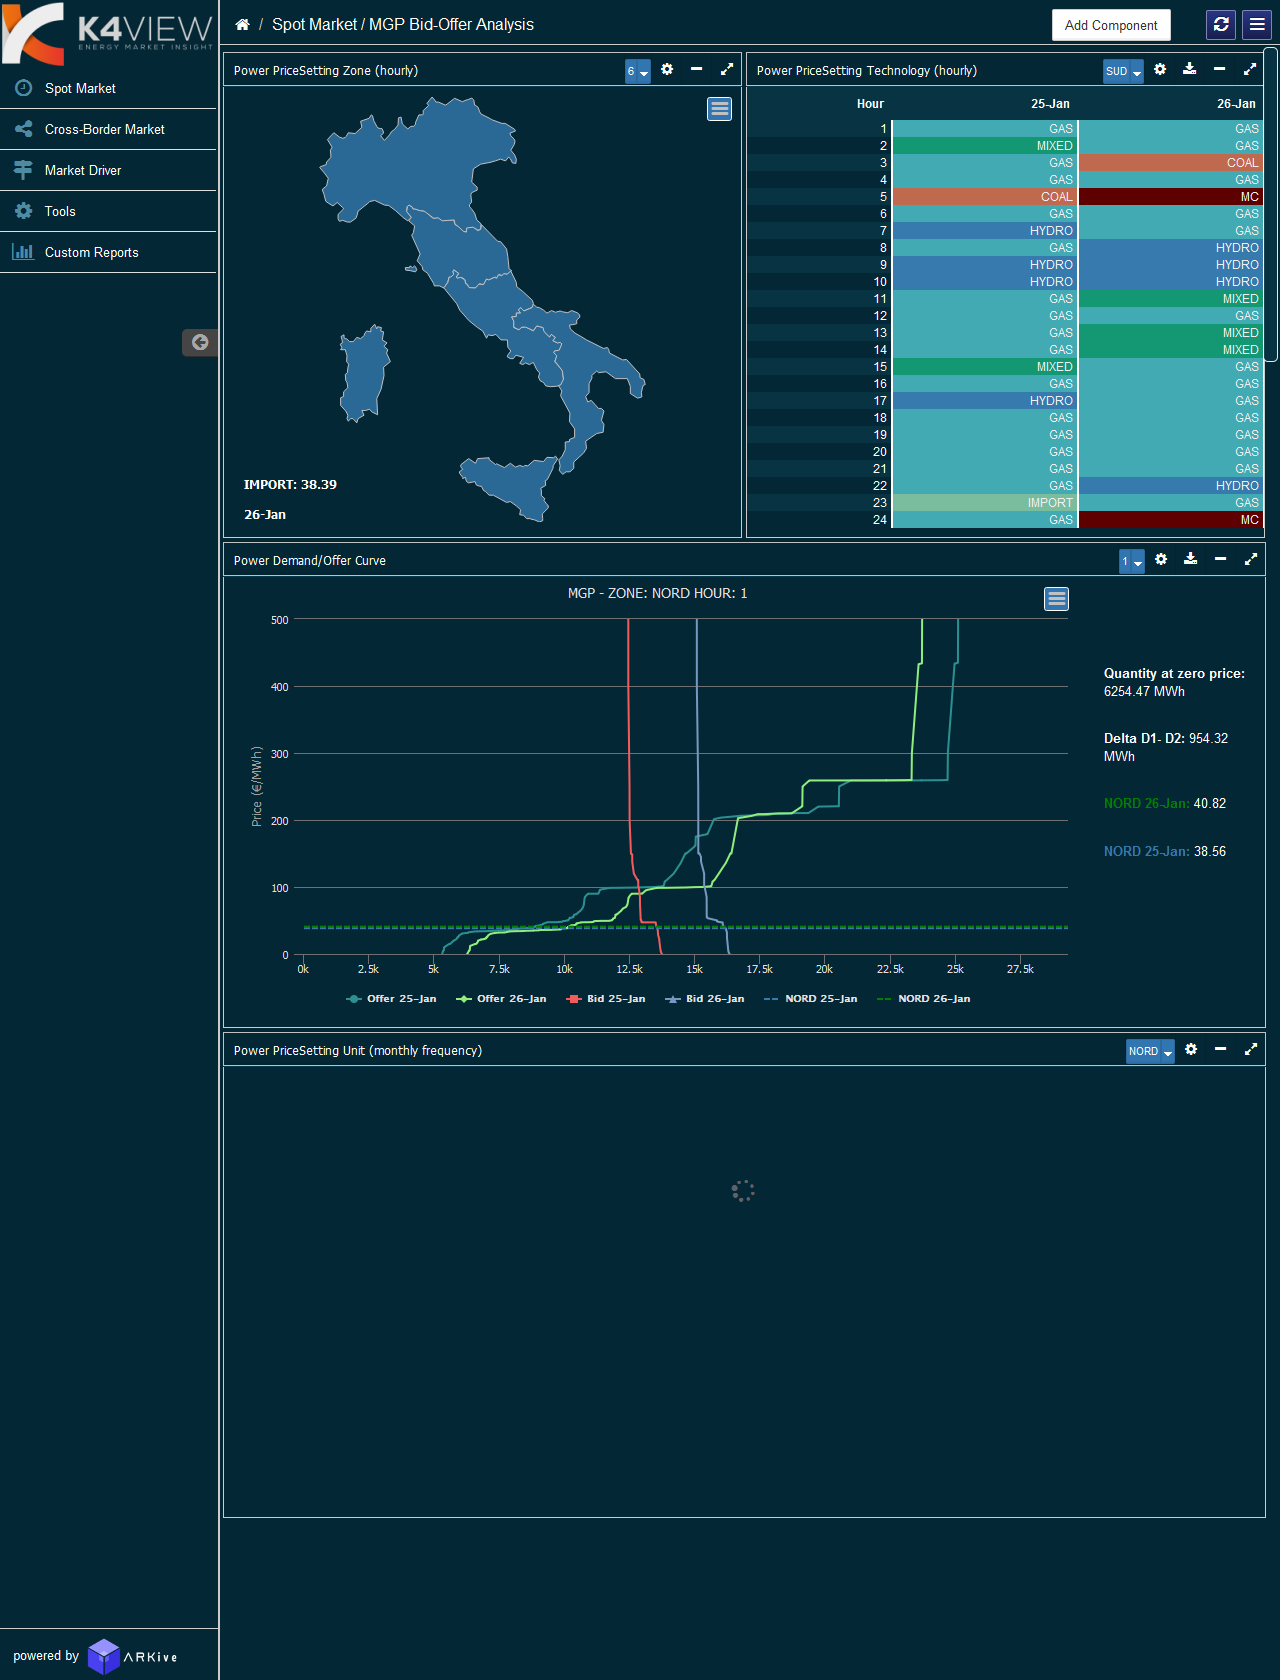 K4VIEW
ENERGY MARKET INSIGHT
/ Spot Market / MGP Bid-Offer Analysis
Add Component
Spot Market
Cross-Border Market
Market Driver
Tools
Custom Reports
Power PriceSetting Zone (hourly)
6
IMPORT: 38.39
26-Jan
Power PriceSetting Technology (hourly)
SUD
Hour 25-Jan 26-Jan
1 GAS GAS
2 MIXED GAS
3 GAS COAL
4 GAS GAS
5 COAL MC
6 GAS GAS
7 HYDRO GAS
8 GAS HYDRO
9 HYDRO HYDRO
10 HYDRO HYDRO
11 GAS MIXED
12 GAS GAS
13 GAS MIXED
14 GAS MIXED
15 MIXED GAS
16 GAS GAS
17 HYDRO GAS
18 GAS GAS
19 GAS GAS
20 GAS GAS
21 GAS GAS
22 GAS HYDRO
23 IMPORT GAS
24 GAS MC
Power Demand/Offer Curve
1
MGP - ZONE: NORD HOUR: 1
Price (€/MWh)
500
400
300
200
100
0
0k 2.5k 5k 7.5k 10k 12.5k 15k 17.5k 20k 22.5k 25k 27.5k
Offer 25-Jan Offer 26-Jan Bid 25-Jan Bid 26-Jan NORD 25-Jan NORD 26-Jan
Quantity at zero price:
6254.47 MWh
Delta D1- D2: 954.32
MWh
NORD 26-Jan: 40.82
NORD 25-Jan: 38.56
Power PriceSetting Unit (monthly frequency)
NORD
powered by ARKive